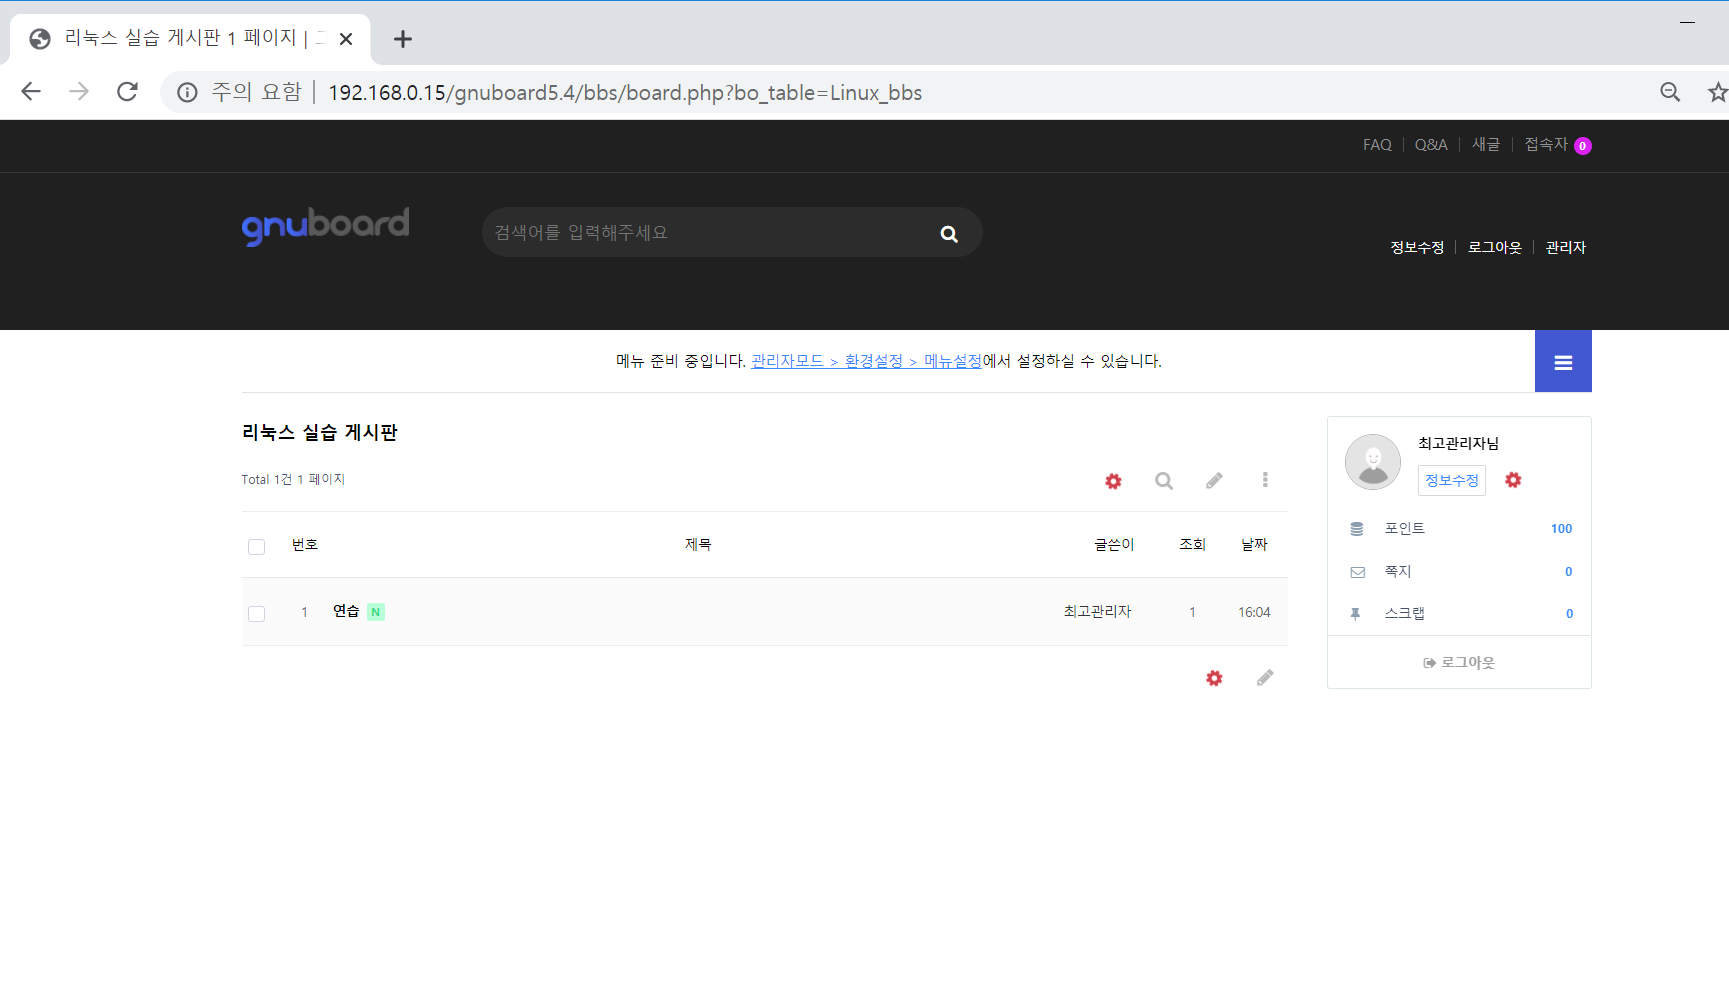 리눅스 실습 게시판 1 페이지 |
주의 요함 | 192.168.0.15/gnuboard5.4/bbs/board.php?bo_table=Linux_bbs
FAQ | Q&A | 새글 | 접속자 0
gnuboard
검색어를 입력해주세요
정보수정 | 로그아웃 | 관리자
메뉴 준비 중입니다. 관리자모드 > 환경설정 > 메뉴설정에서 설정하실 수 있습니다.
리눅스 실습 게시판
Total 1건 1 페이지
번호 제목 글쓴이 조회 날짜
1 연습 N 최고관리자 1 16:04
최고관리자님
정보수정
포인트 100
쪽지 0
스크랩 0
로그아웃